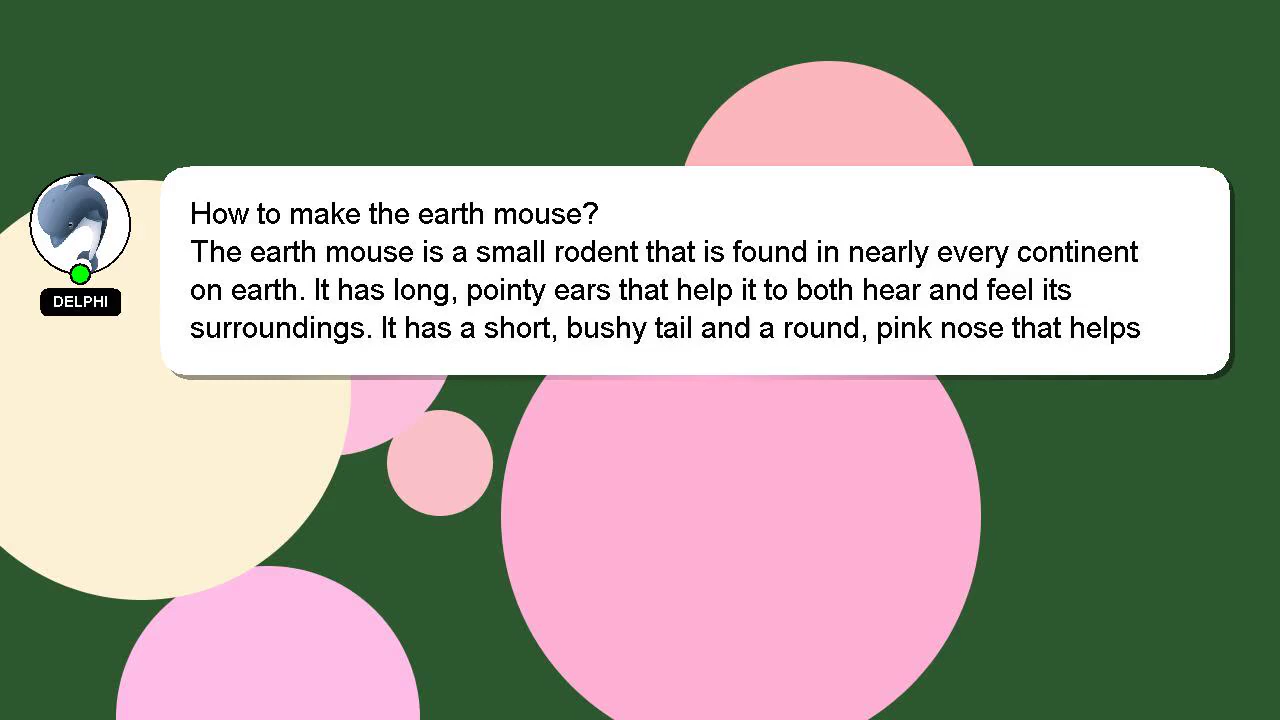 How to make the earth mouse?
The earth mouse is a small rodent that is found in nearly every continent
on earth. It has long, pointy ears that help it to both hear and feel its
surroundings. It has a short, bushy tail and a round, pink nose that helps
DELPHI